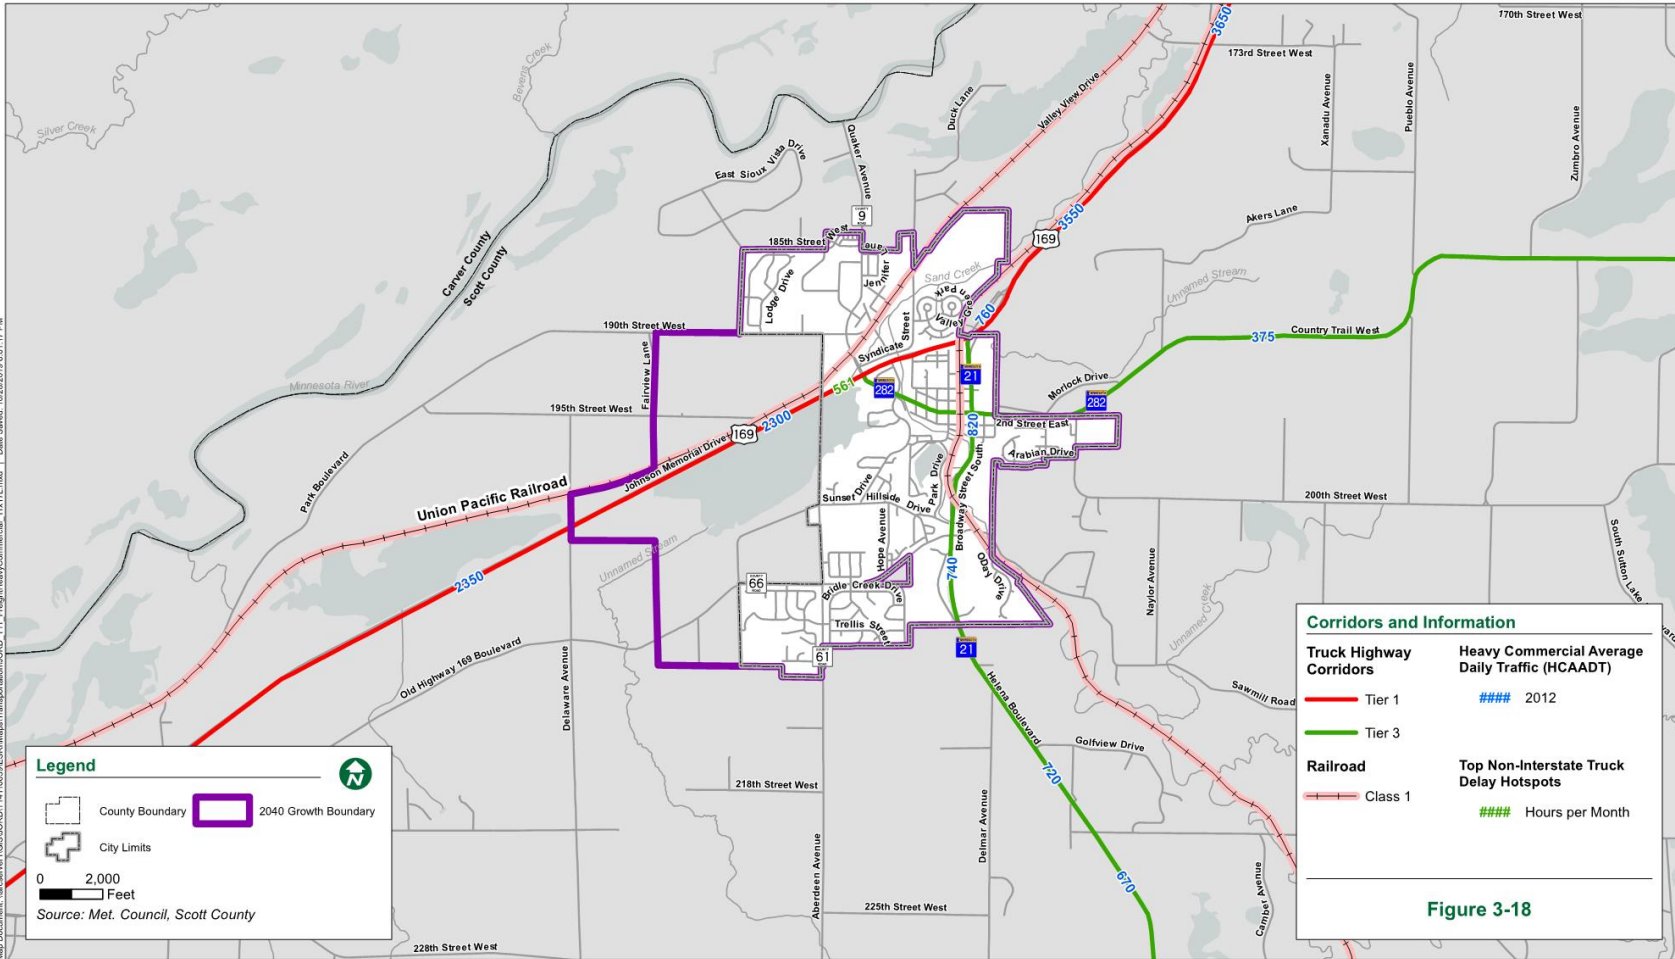 170th Street West
3650
173rd Street West
Bevens Creek
Silver Creek
Valley View Drive
Duck Lane
Xanadu Avenue
Pueblo Avenue
Zumbro Avenue
Quaker Avenue
East Sioux Vista Drive
Akers Lane
3550
169
COUNTY
9
ROAD
185th Street West
Jennifer Lane
Sand Creek
Unnamed Stream
Carver County
Scott County
Lodge Drive
Valley Green Park
760
190th Street West
Syndicate Street
375
Country Trail West
Fairview Lane
Minnesota River
561
282
21
Morlock Drive
282
195th Street West
2300
169
820
2nd Street East
Johnson Memorial Drive
Arabian Drive
Park Boulevard
Union Pacific Railroad
Sunset Drive
Hillside Drive
Park Drive
Broadway Street South
200th Street West
South Sutton Lake
Hope Avenue
Unnamed Stream
740
ODay Drive
Naylor Avenue
Unnamed Creek
2350
COUNTY
66
ROAD
Bridle Creek Drive
Trellis Street
61
21
Old Highway 169 Boulevard
Delaware Avenue
Helena Boulevard
Sawmill Road
Golfview Drive
720
218th Street West
Delmar Avenue
Aberdeen Avenue
670
225th Street West
Camber Avenue
228th Street West
Legend
N
County Boundary
2040 Growth Boundary
City Limits
0 2,000
Feet
Source: Met. Council, Scott County
Corridors and Information
Truck Highway
Corridors
Tier 1
Tier 3
Railroad
Class 1
Heavy Commercial Average
Daily Traffic (HCAADT)
#### 2012
Top Non-Interstate Truck
Delay Hotspots
#### Hours per Month
Figure 3-18